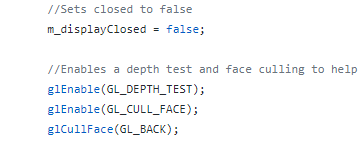 //Sets closed to false
m_displayClosed = false;
//Enables a depth test and face culling to help
glEnable(GL_DEPTH_TEST);
glEnable(GL_CULL_FACE);
glCullFace(GL_BACK);